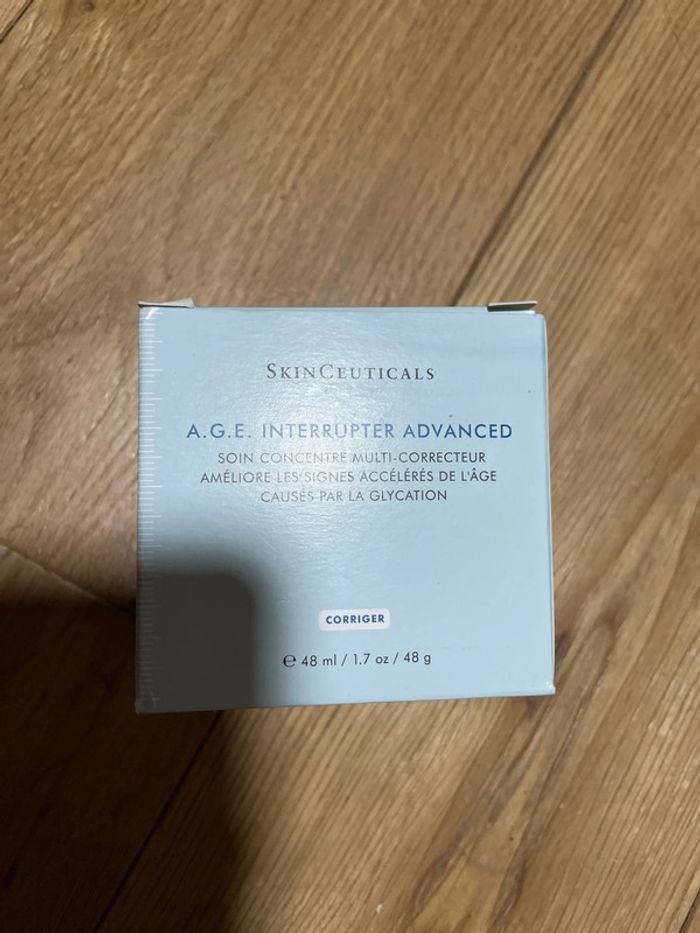 SKINCEUTICALS
A.G.E. INTERRUPTER ADVANCED
SOIN CONCENTRÉ MULTI-CORRECTEUR
AMÉLIORE LES SIGNES ACCÉLÉRÉS DE L'ÂGE
CAUSÉS PAR LA GLYCATION
CORRIGER
℮ 48 ml / 1.7 oz / 48 g